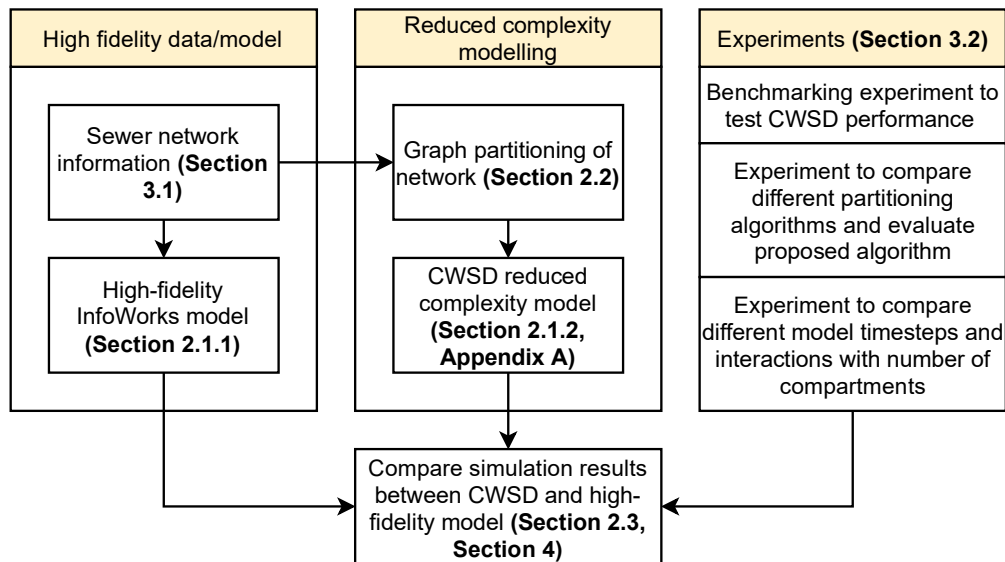 High fidelity data/model
Sewer network
information (Section
3.1)
High-fidelity
InfoWorks model
(Section 2.1.1)
Reduced complexity
modelling
Graph partitioning of
network (Section 2.2)
CWSD reduced
complexity model
(Section 2.1.2,
Appendix A)
Experiments (Section 3.2)
Benchmarking experiment to
test CWSD performance
Experiment to compare
different partitioning
algorithms and evaluate
proposed algorithm
Experiment to compare
different model timesteps and
interactions with number of
compartments
Compare simulation results
between CWSD and high-
fidelity model (Section 2.3,
Section 4)